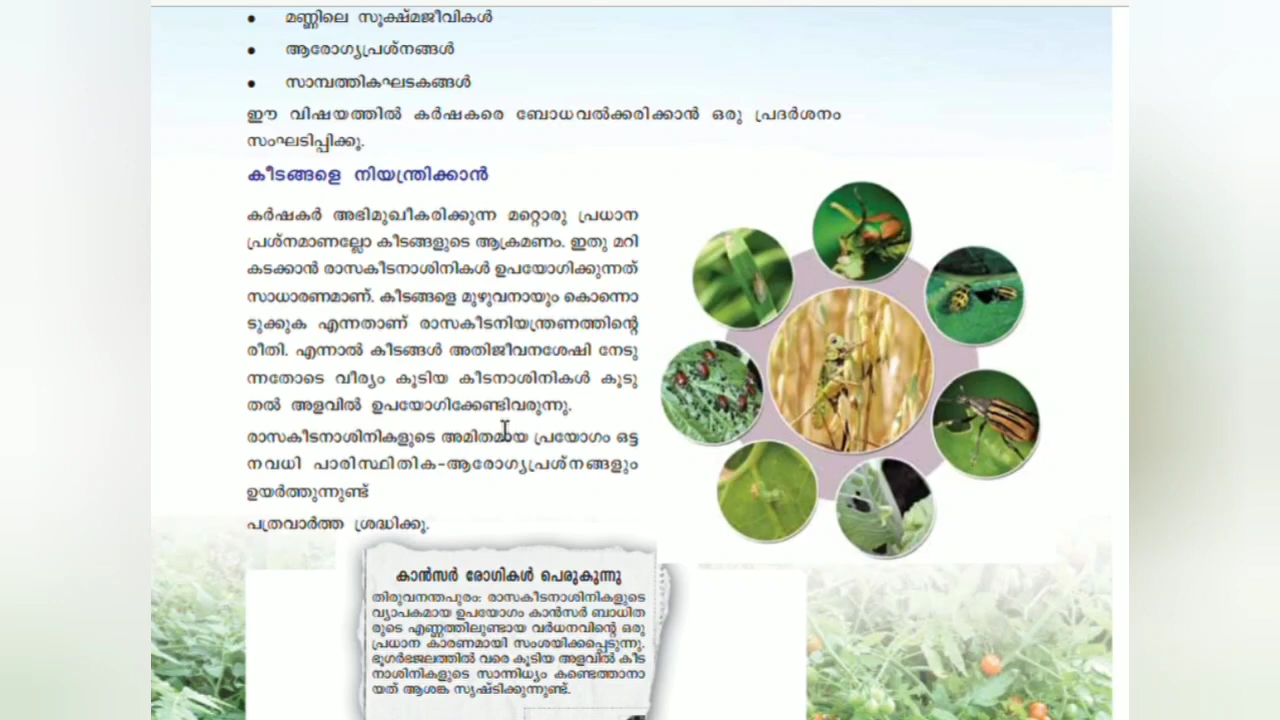 • മണ്ണിലെ സൂക്ഷ്മജീവികൾ
• ആരോഗ്യപ്രശ്നങ്ങൾ
• സാമ്പത്തികഘടകങ്ങൾ
ഈ വിഷയത്തിൽ കർഷകരെ ബോധവൽക്കരിക്കാൻ ഒരു പ്രദർശനം
സംഘടിപ്പിക്കൂ.
കീടങ്ങളെ നിയന്ത്രിക്കാൻ
കർഷകർ അഭിമുഖീകരിക്കുന്ന മറ്റൊരു പ്രധാന
പ്രശ്നമാണല്ലോ കീടങ്ങളുടെ ആക്രമണം. ഇതു മറി
കടക്കാൻ രാസകീടനാശിനികൾ ഉപയോഗിക്കുന്നത്
സാധാരണമാണ്. കീടങ്ങളെ മുഴുവനായും കൊന്നൊ
ടുക്കുക എന്നതാണ് രാസകീടനിയന്ത്രണത്തിന്റെ
രീതി. എന്നാൽ കീടങ്ങൾ അതിജീവനശേഷി നേടു
ന്നതോടെ വീര്യം കൂടിയ കീടനാശിനികൾ കൂടു
തൽ അളവിൽ ഉപയോഗിക്കേണ്ടിവരുന്നു.
രാസകീടനാശിനികളുടെ അമിതമായ പ്രയോഗം ഒട്ട
നവധി പാരിസ്ഥിതിക-ആരോഗ്യപ്രശ്നങ്ങളും
ഉയർത്തുന്നുണ്ട്
പത്രവാർത്ത ശ്രദ്ധിക്കൂ.
കാൻസർ രോഗികൾ പെരുകുന്നു
തിരുവനന്തപുരം: രാസകീടനാശിനികളുടെ
വ്യാപകമായ ഉപയോഗം കാൻസർ ബാധിത
രുടെ എണ്ണത്തിലുണ്ടായ വർധനവിന്റെ ഒരു
പ്രധാന കാരണമായി സംശയിക്കപ്പെടുന്നു.
ഭൂഗർഭജലത്തിൽ വരെ കൂടിയ അളവിൽ കീട
നാശിനികളുടെ സാന്നിധ്യം കണ്ടെത്താനാ
യത് ആശങ്ക സൃഷ്ടിക്കുന്നുണ്ട്.